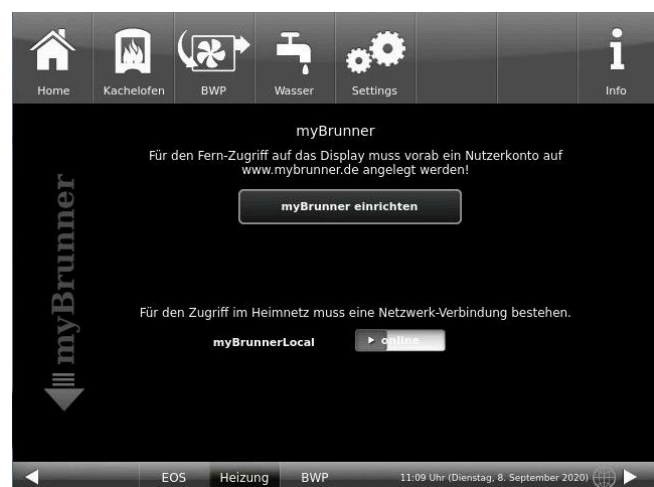 Home Kachelofen BWP Wasser Settings Info
myBrunner
Für den Fern-Zugriff auf das Display muss vorab ein Nutzerkonto auf
www.mybrunner.de angelegt werden!
myBrunner einrichten
myBrunner
Für den Zugriff im Heimnetz muss eine Netzwerk-Verbindung bestehen.
myBrunnerLocal online
EOS Heizung BWP 11:09 Uhr (Dienstag, 8. September 2020)